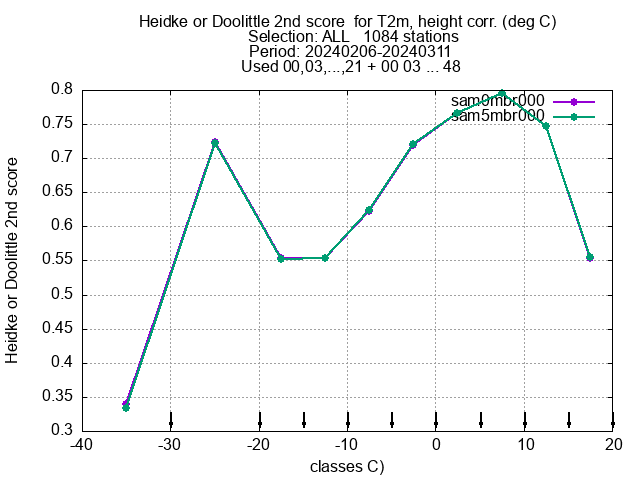 Heidke or Doolittle 2nd score  for T2m, height corr. (deg C)
Selection: ALL   1084 stations
Period: 20240206-20240311
Used 00,03,...,21 + 00 03 ... 48
sam0mbr000
sam5mbr000
Heidke or Doolittle 2nd score
0.8
0.75
0.7
0.65
0.6
0.55
0.5
0.45
0.4
0.35
0.3
-40 -30 -20 -10 0 10 20
classes C)